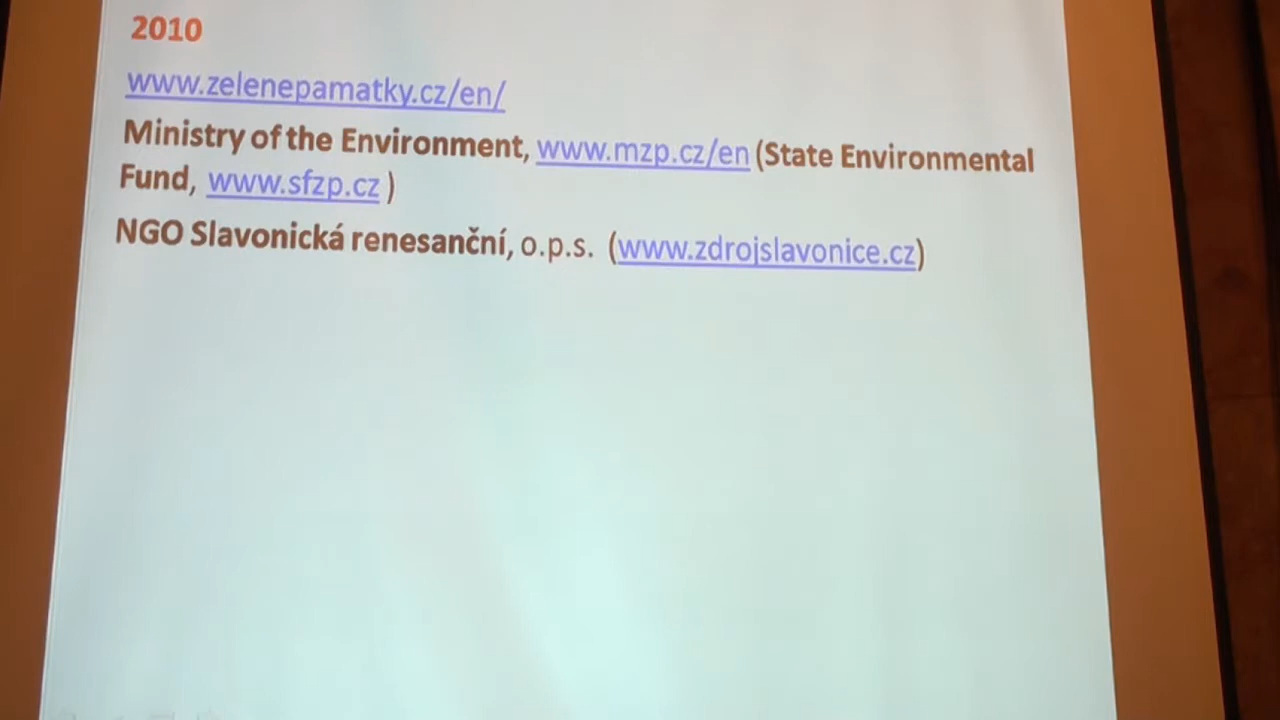 2010
www.zelenepamatky.cz/en/
Ministry of the Environment, www.mzp.cz/en (State Environmental
Fund, www.sfzp.cz )
NGO Slavonická renesanční, o.p.s. (www.zdrojslavonice.cz)